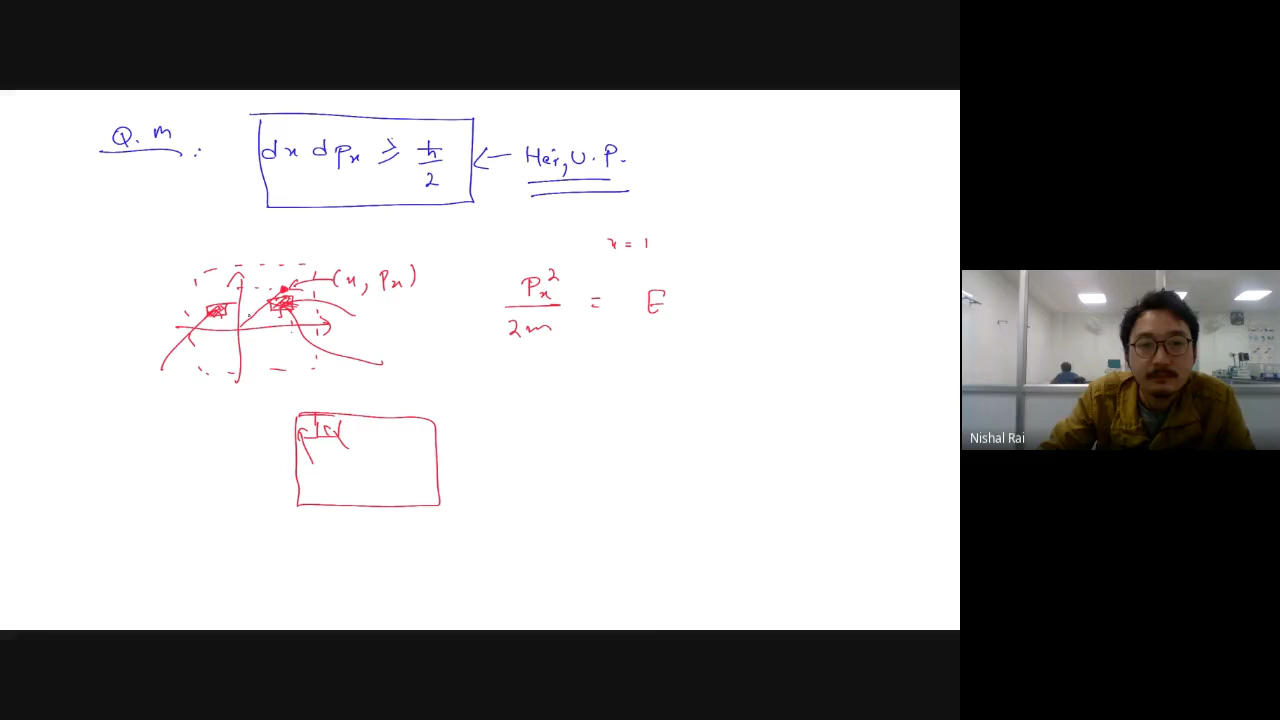 Q. m :
dx dpx ≥ ħ/2 ← Hei, U. P.
x = 1
(x, px)
px²/2m = E
Nishal Rai